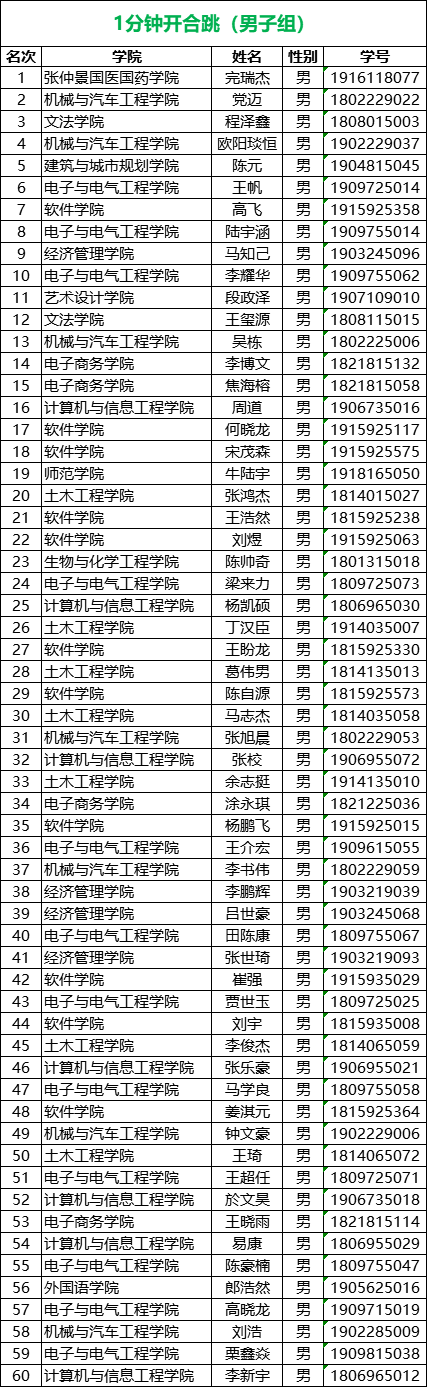 1分钟开合跳（男子组）
名次 学院 姓名 性别 学号
1 张仲景国医国药学院 完瑞杰 男 1916118077
2 机械与汽车工程学院 党迈 男 1802229022
3 文法学院 程泽鑫 男 1808015003
4 机械与汽车工程学院 欧阳琰恒 男 1902229037
5 建筑与城市规划学院 陈元 男 1904815045
6 电子与电气工程学院 王帆 男 1909725014
7 软件学院 高飞 男 1915925358
8 电子与电气工程学院 陆宇涵 男 1909755014
9 经济管理学院 马知己 男 1903245096
10 电子与电气工程学院 李耀华 男 1909755062
11 艺术设计学院 段政泽 男 1907109010
12 文法学院 王玺源 男 1808115015
13 机械与汽车工程学院 吴栋 男 1802225006
14 电子商务学院 李博文 男 1821815132
15 电子商务学院 焦海榕 男 1821815058
16 计算机与信息工程学院 周道 男 1906735016
17 软件学院 何晓龙 男 1915925117
18 软件学院 宋茂森 男 1915925575
19 师范学院 牛陆宇 男 1918165050
20 土木工程学院 张鸿杰 男 1814015027
21 软件学院 王浩然 男 1815925238
22 软件学院 刘煜 男 1915925063
23 生物与化学工程学院 陈帅奇 男 1801315018
24 电子与电气工程学院 梁来力 男 1809725073
25 计算机与信息工程学院 杨凯硕 男 1806965030
26 土木工程学院 丁汉臣 男 1914035007
27 软件学院 王盼龙 男 1815925330
28 土木工程学院 葛伟男 男 1814135013
29 软件学院 陈自源 男 1815925573
30 土木工程学院 马志杰 男 1814035058
31 机械与汽车工程学院 张旭晨 男 1802229053
32 计算机与信息工程学院 张校 男 1906955072
33 土木工程学院 余志挺 男 1914135010
34 电子商务学院 涂永琪 男 1821225036
35 软件学院 杨鹏飞 男 1915925015
36 电子与电气工程学院 王介宏 男 1909615055
37 机械与汽车工程学院 李书伟 男 1802229059
38 经济管理学院 李鹏辉 男 1903219039
39 经济管理学院 吕世豪 男 1903245068
40 电子与电气工程学院 田陈康 男 1809755067
41 经济管理学院 张世琦 男 1903219093
42 软件学院 崔强 男 1915935029
43 电子与电气工程学院 贾世玉 男 1809725025
44 软件学院 刘宇 男 1815935008
45 土木工程学院 李俊杰 男 1814065059
46 计算机与信息工程学院 张乐豪 男 1906955021
47 电子与电气工程学院 马学良 男 1809755058
48 软件学院 姜淇元 男 1815925364
49 机械与汽车工程学院 钟文豪 男 1902229006
50 土木工程学院 王琦 男 1814065072
51 电子与电气工程学院 王超任 男 1809725071
52 计算机与信息工程学院 於文昊 男 1906735018
53 电子商务学院 王晓雨 男 1821815114
54 计算机与信息工程学院 易康 男 1806955029
55 电子与电气工程学院 陈豪楠 男 1809755047
56 外国语学院 郎浩然 男 1905625016
57 电子与电气工程学院 高晓龙 男 1909715019
58 机械与汽车工程学院 刘浩 男 1902285009
59 电子与电气工程学院 栗鑫焱 男 1909815038
60 计算机与信息工程学院 李新宇 男 1806965012